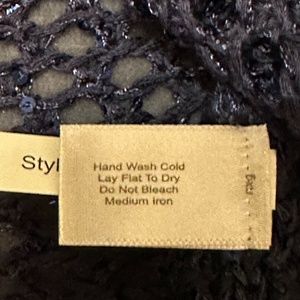 Styl
Hand Wash Cold
Lay Flat To Dry
Do Not Bleach
Medium Iron